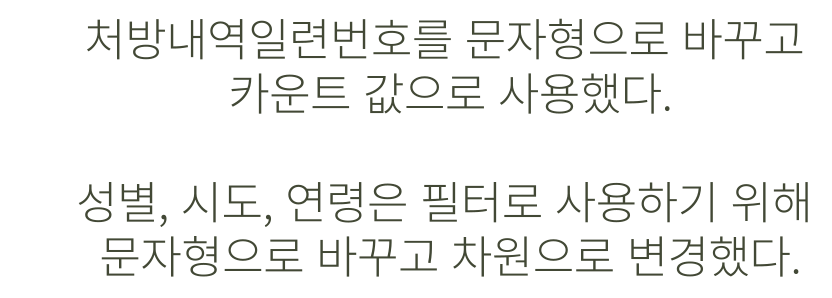 처방내역일련번호를 문자형으로 바꾸고
카운트 값으로 사용했다.
성별, 시도, 연령은 필터로 사용하기 위해
문자형으로 바꾸고 차원으로 변경했다.